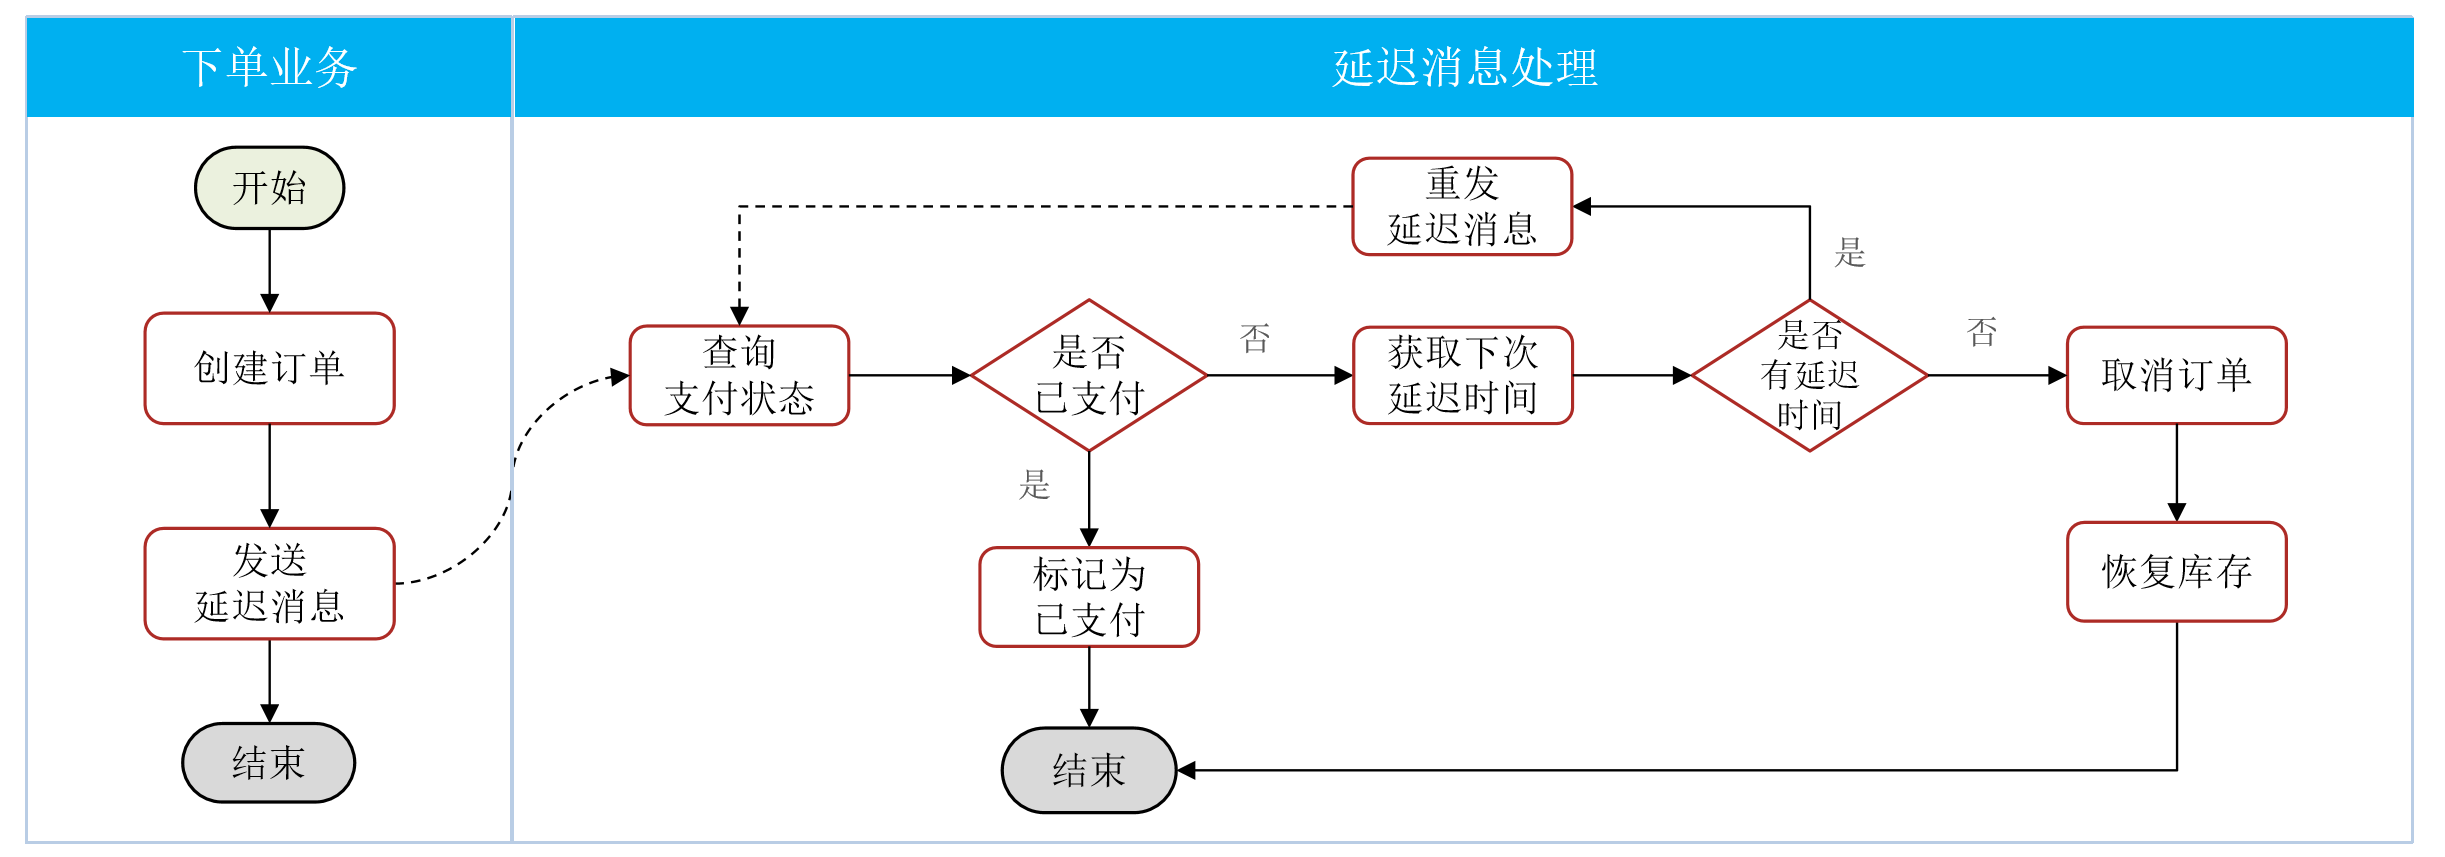 下单业务
延迟消息处理
开始
创建订单
发送
延迟消息
结束
重发
延迟消息
是
查询
支付状态
是否
已支付
否
获取下次
延迟时间
是否
有延迟
时间
否
取消订单
是
标记为
已支付
恢复库存
结束